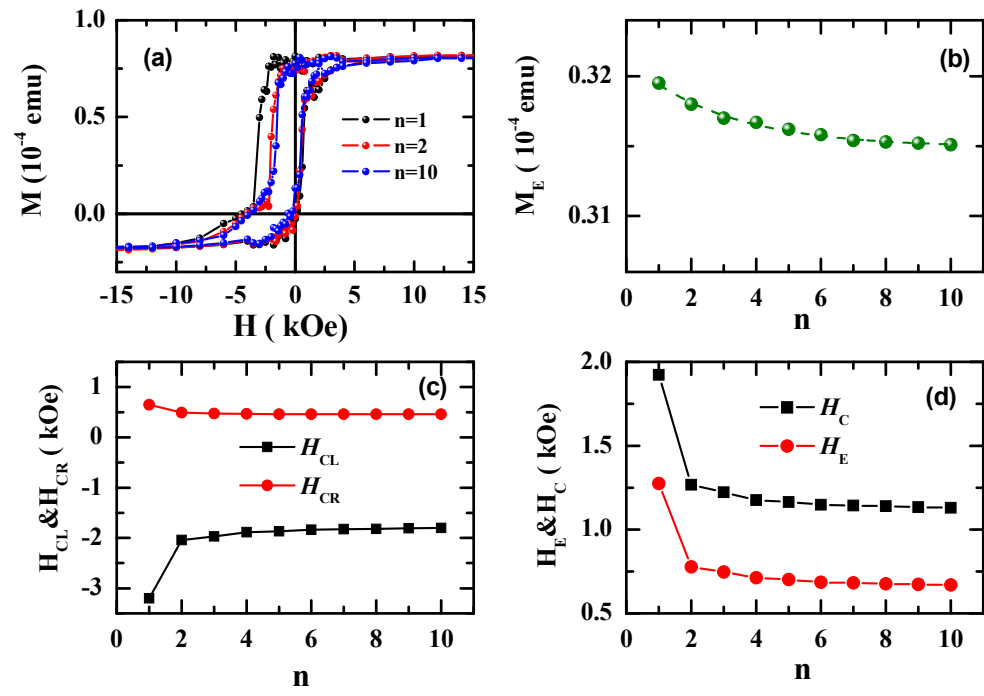 (a)
0.8
0.4
0.0
M (10-4 emu)
n=1
n=2
n=10
-15 -10 -5 0 5 10 15
H ( kOe)
(b)
0.32
0.31
M_E ( 10-4 emu)
0 2 4 6 8 10
n
(c)
1
0
-1
-2
-3
H_CL&H_CR ( kOe)
H_CL
H_CR
0 2 4 6 8 10
n
(d)
2.0
1.5
1.0
0.5
H_E&H_C ( kOe)
H_C
H_E
0 2 4 6 8 10
n